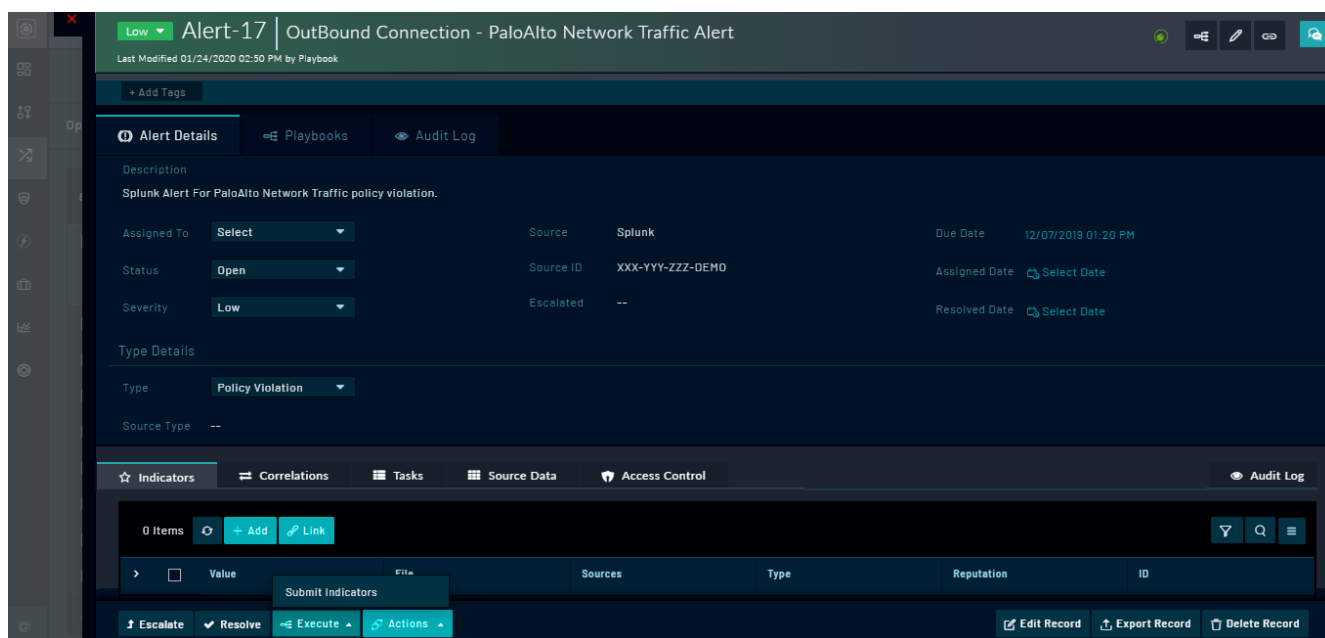 Low Alert-17 OutBound Connection - PaloAlto Network Traffic Alert
Last Modified 01/24/2020 02:50 PM by Playbook
+ Add Tags
Op
Alert Details Playbooks Audit Log
Description
Splunk Alert For PaloAlto Network Traffic policy violation.
Assigned To Select Source Splunk Due Date 12/07/2019 01:20 PM
Status Open Source ID XXX-YYY-ZZZ-DEMO Assigned Date Select Date
Severity Low Escalated -- Resolved Date Select Date
Type Details
Type Policy Violation
Source Type --
Indicators Correlations Tasks Source Data Access Control Audit Log
0 Items + Add Link
Value File Sources Type Reputation ID
Submit Indicators
Escalate Resolve Execute Actions Edit Record Export Record Delete Record